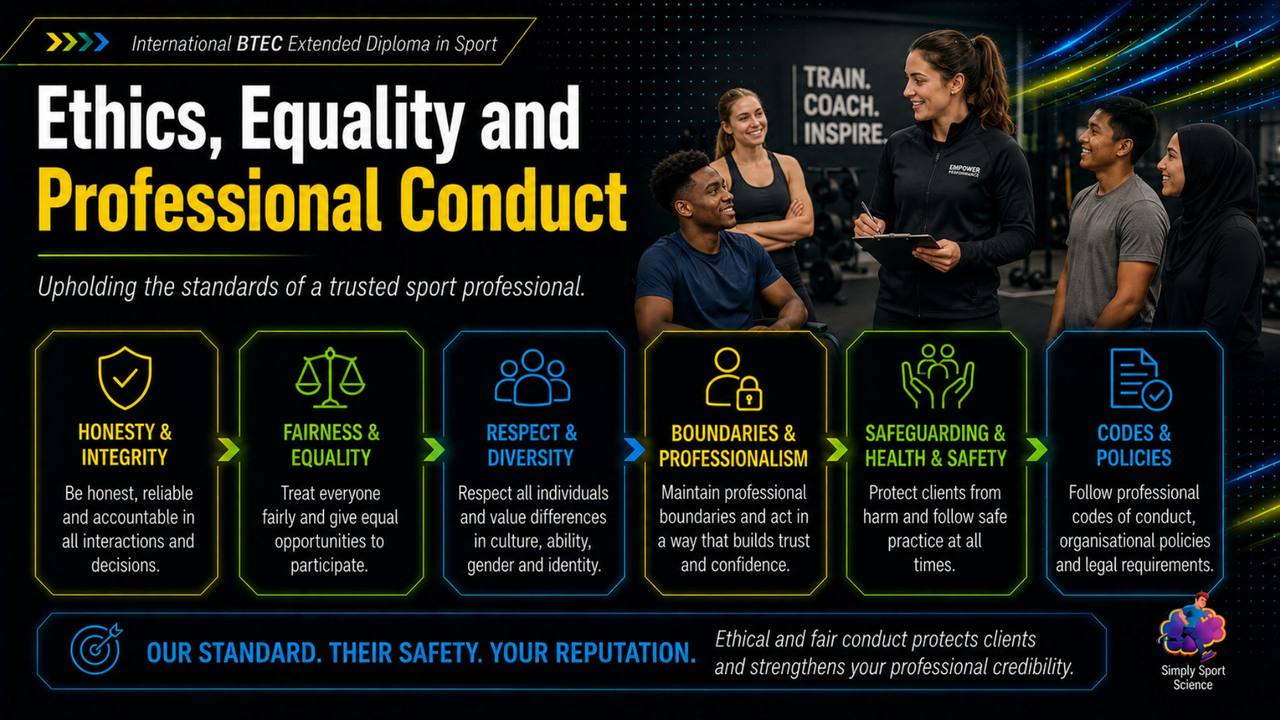 International BTEC Extended Diploma in Sport
Ethics, Equality and
Professional Conduct
Upholding the standards of a trusted sport professional.
TRAIN.
COACH.
INSPIRE.
EMPOWER
PERFORMANCE
HONESTY &
INTEGRITY
Be honest, reliable
and accountable in
all interactions and
decisions.
FAIRNESS &
EQUALITY
Treat everyone
fairly and give equal
opportunities to
participate.
RESPECT &
DIVERSITY
Respect all individuals
and value differences
in culture, ability,
gender and identity.
BOUNDARIES &
PROFESSIONALISM
Maintain professional
boundaries and act in
a way that builds trust
and confidence.
SAFEGUARDING &
HEALTH & SAFETY
Protect clients from
harm and follow safe
practice at all
times.
CODES &
POLICIES
Follow professional
codes of conduct,
organisational policies
and legal requirements.
OUR STANDARD. THEIR SAFETY. YOUR REPUTATION.
Ethical and fair conduct protects clients
and strengthens your professional credibility.
Simply Sport
Science